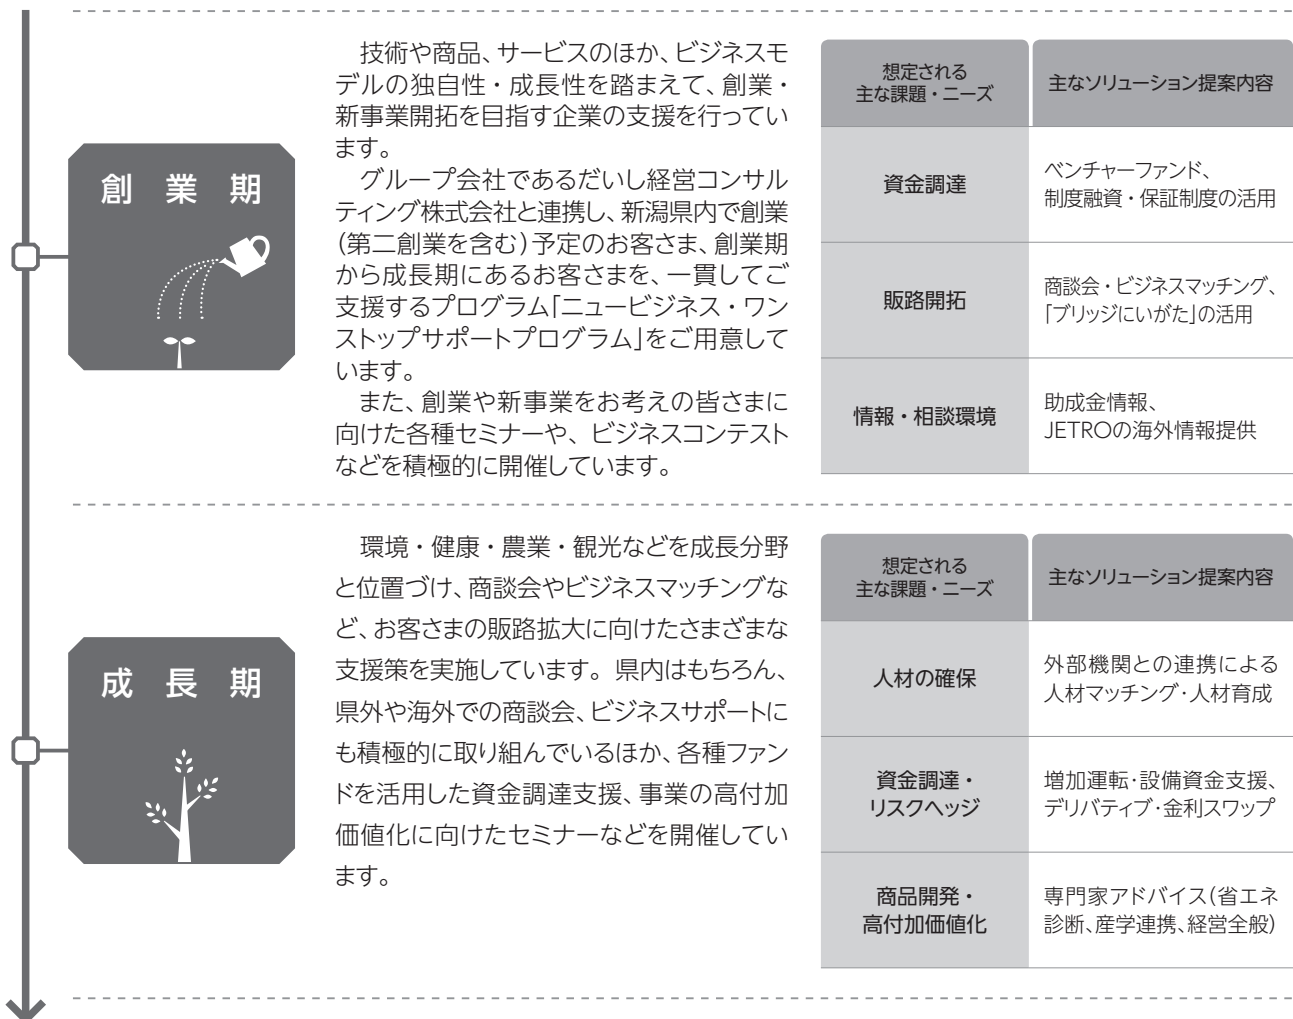 創業期
技術や商品、サービスのほか、ビジネスモ
デルの独自性・成長性を踏まえて、創業・
新事業開拓を目指す企業の支援を行ってい
ます。
グループ会社であるだいし経営コンサル
ティング株式会社と連携し、新潟県内で創業
(第二創業を含む)予定のお客さま、創業期
から成長期にあるお客さまを、一貫してご
支援するプログラム「ニュービジネス・ワン
ストップサポートプログラム」をご用意して
います。
また、創業や新事業をお考えの皆さまに
向けた各種セミナーや、ビジネスコンテスト
などを積極的に開催しています。
想定される
主な課題・ニーズ
主なソリューション提案内容
資金調達
ベンチャーファンド、
制度融資・保証制度の活用
販路開拓
商談会・ビジネスマッチング、
「ブリッジにいがた」の活用
情報・相談環境
助成金情報、
JETROの海外情報提供
成長期
環境・健康・農業・観光などを成長分野
と位置づけ、商談会やビジネスマッチングな
ど、お客さまの販路拡大に向けたさまざまな
支援策を実施しています。県内はもちろん、
県外や海外での商談会、ビジネスサポートに
も積極的に取り組んでいるほか、各種ファン
ドを活用した資金調達支援、事業の高付加
価値化に向けたセミナーなどを開催してい
ます。
想定される
主な課題・ニーズ
主なソリューション提案内容
人材の確保
外部機関との連携による
人材マッチング・人材育成
資金調達・
リスクヘッジ
増加運転・設備資金支援、
デリバティブ・金利スワップ
商品開発・
高付加価値化
専門家アドバイス(省エネ
診断、産学連携、経営全般)